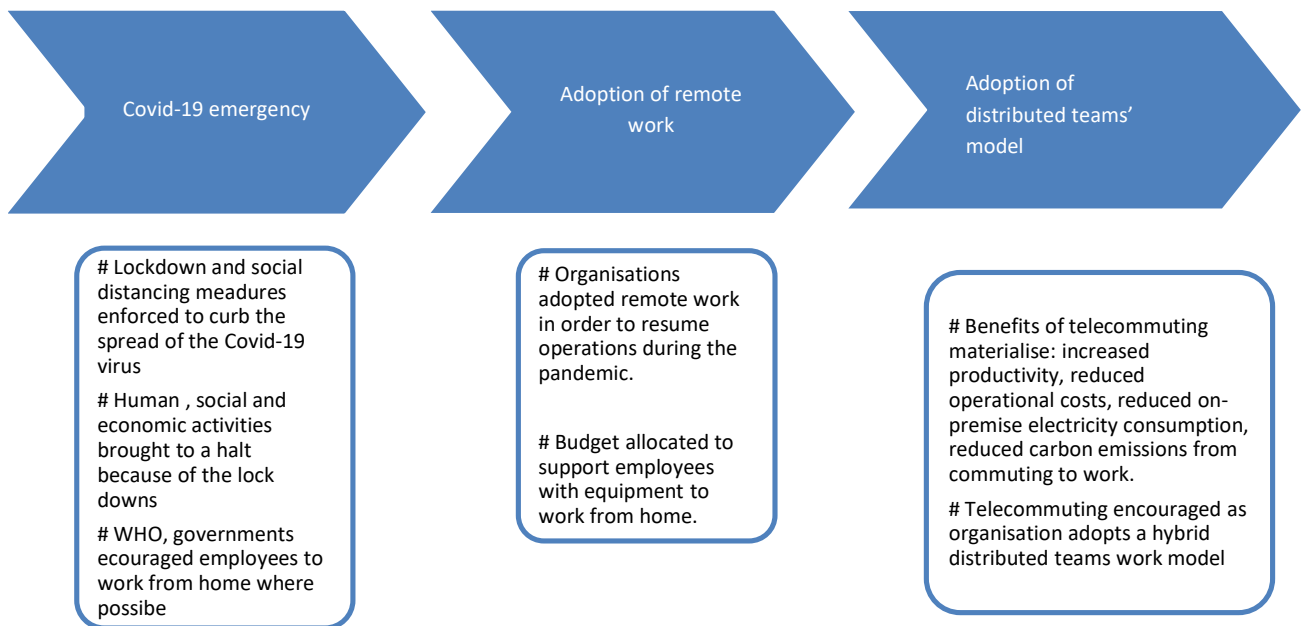 Covid-19 emergency
Adoption of remote
work
Adoption of
distributed teams’
model
# Lockdown and social
distancing meadures
enforced to curb the
spread of the Covid-19
virus
# Human , social and
economic activities
brought to a halt
because of the lock
downs
# WHO, governments
ecouraged employees to
work from home where
possibe
# Organisations
adopted remote work
in order to resume
operations during the
pandemic.
# Budget allocated to
support employees
with equipment to
work from home.
# Benefits of telecommuting
materialise: increased
productivity, reduced
operational costs, reduced on-
premise electricity consumption,
reduced carbon emissions from
commuting to work.
# Telecommuting encouraged as
organisation adopts a hybrid
distributed teams work model